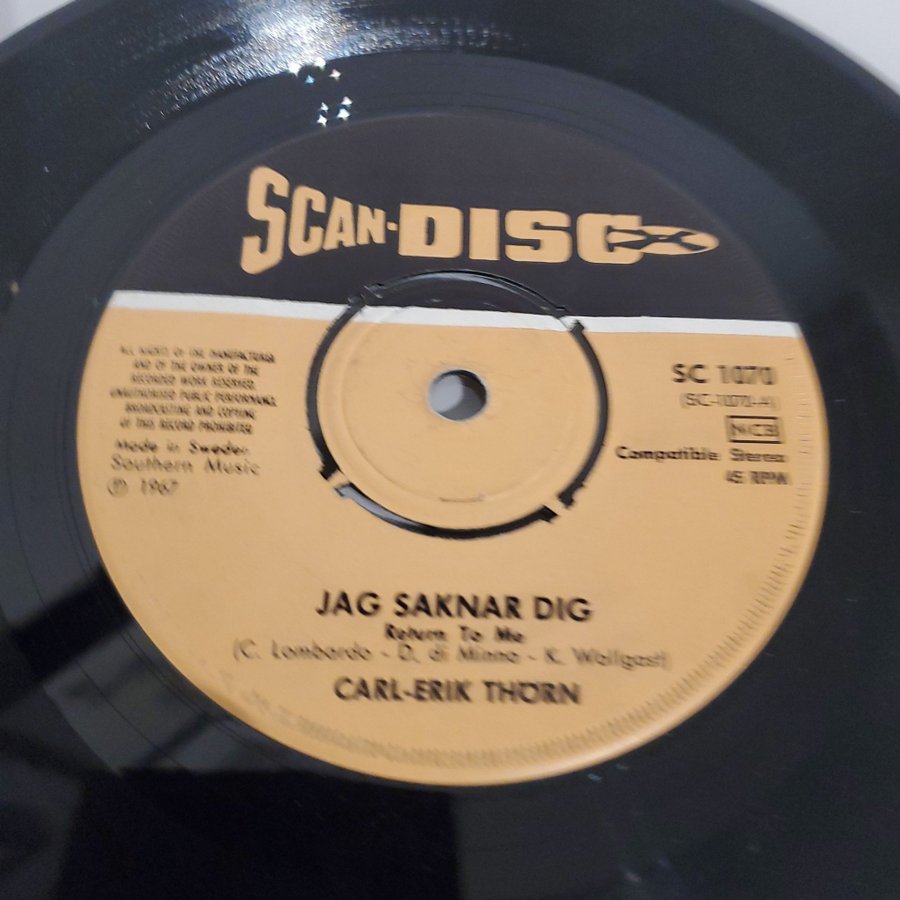 SCAN-DISC
ALL RIGHTS OF THE MANUFACTURER
AND OF THE OWNER OF THE
RECORDED WORK RESERVED.
UNAUTHORISED PUBLIC PERFORMANCE,
BROADCASTING AND COPYING
OF THIS RECORD PROHIBITED
Made in Sweden.
Southern Music
Ⓟ 1967
SC 1070
(SC-1070-A)
NCB
Compatible Stereo
45 RPM
JAG SAKNAR DIG
Return To Me
(C. Lombardo - D. di Minno - K. Wallgast)
CARL-ERIK THÖRN